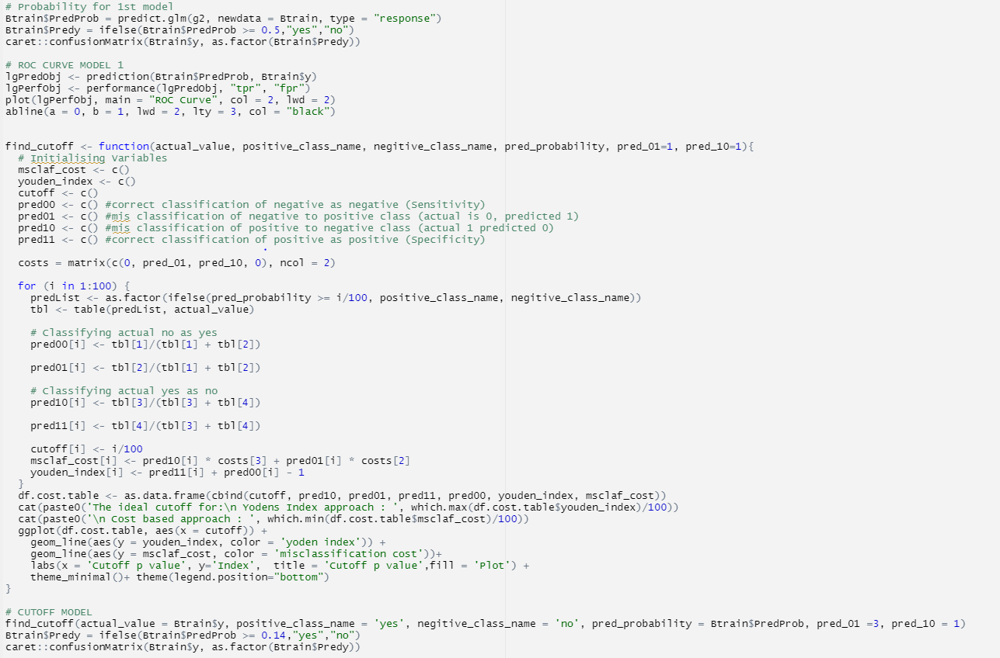 # Probability for 1st model
Btrain$PredProb = predict.glm(g2, newdata = Btrain, type = "response")
Btrain$Predy = ifelse(Btrain$PredProb >= 0.5,"yes","no")
caret::confusionMatrix(Btrain$y, as.factor(Btrain$Predy))
# ROC CURVE MODEL 1
lgPredObj <- prediction(Btrain$PredProb, Btrain$y)
lgPerfObj <- performance(lgPredObj, "tpr", "fpr")
plot(lgPerfObj, main = "ROC Curve", col = 2, lwd = 2)
abline(a = 0, b = 1, lwd = 2, lty = 3, col = "black")
find_cutoff <- function(actual_value, positive_class_name, negitive_class_name, pred_probability, pred_01=1, pred_10=1){
# Initialising Variables
msclaf_cost <- c()
youden_index <- c()
cutoff <- c()
pred00 <- c() #correct classification of negative as negative (Sensitivity)
pred01 <- c() #mis classification of negative to positive class (actual is 0, predicted 1)
pred10 <- c() #mis classification of positive to negative class (actual 1 predicted 0)
pred11 <- c() #correct classification of positive as positive (Specificity)
costs = matrix(c(0, pred_01, pred_10, 0), ncol = 2)
for (i in 1:100) {
predList <- as.factor(ifelse(pred_probability >= i/100, positive_class_name, negitive_class_name))
tbl <- table(predList, actual_value)
# Classifying actual no as yes
pred00[i] <- tbl[1]/(tbl[1] + tbl[2])
pred01[i] <- tbl[2]/(tbl[1] + tbl[2])
# Classifying actual yes as no
pred10[i] <- tbl[3]/(tbl[3] + tbl[4])
pred11[i] <- tbl[4]/(tbl[3] + tbl[4])
cutoff[i] <- i/100
msclaf_cost[i] <- pred10[i] * costs[3] + pred01[i] * costs[2]
youden_index[i] <- pred11[i] + pred00[i] - 1
}
df.cost.table <- as.data.frame(cbind(cutoff, pred10, pred01, pred11, pred00, youden_index, msclaf_cost))
cat(paste0('The ideal cutoff for:\n Yodens Index approach : ', which.max(df.cost.table$youden_index)/100))
cat(paste0('\n Cost based approach : ', which.min(df.cost.table$msclaf_cost)/100))
ggplot(df.cost.table, aes(x = cutoff)) +
geom_line(aes(y = youden_index, color = 'yoden index')) +
geom_line(aes(y = msclaf_cost, color = 'misclassification cost'))+
labs(x = 'Cutoff p value', y='Index',  title = 'Cutoff p value',fill = 'Plot') +
theme_minimal()+ theme(legend.position="bottom")
}
# CUTOFF MODEL
find_cutoff(actual_value = Btrain$y, positive_class_name = 'yes', negitive_class_name = 'no', pred_probability = Btrain$PredProb, pred_01 =3, pred_10 = 1)
Btrain$Predy = ifelse(Btrain$PredProb >= 0.14,"yes","no")
caret::confusionMatrix(Btrain$y, as.factor(Btrain$Predy))